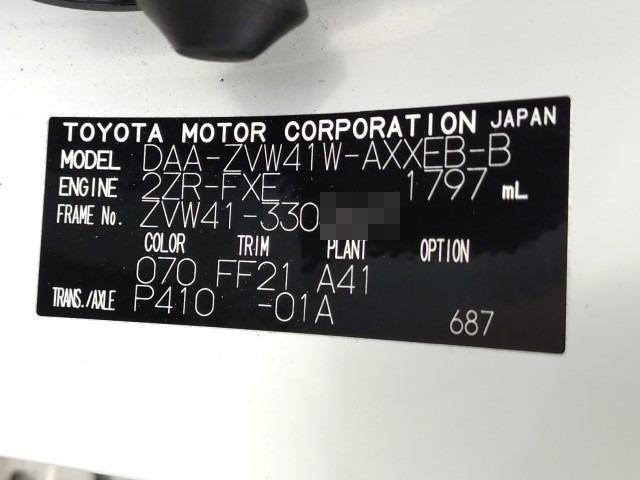 TOYOTA MOTOR CORPORATION JAPAN
MODEL DAA-ZVW41W-AXXEB-B
ENGINE 2ZR-FXE 1797 mL
FRAME No. ZVW41-330
COLOR TRIM PLANT OPTION
070 FF21 A41
TRANS./AXLE P410 -01A
687